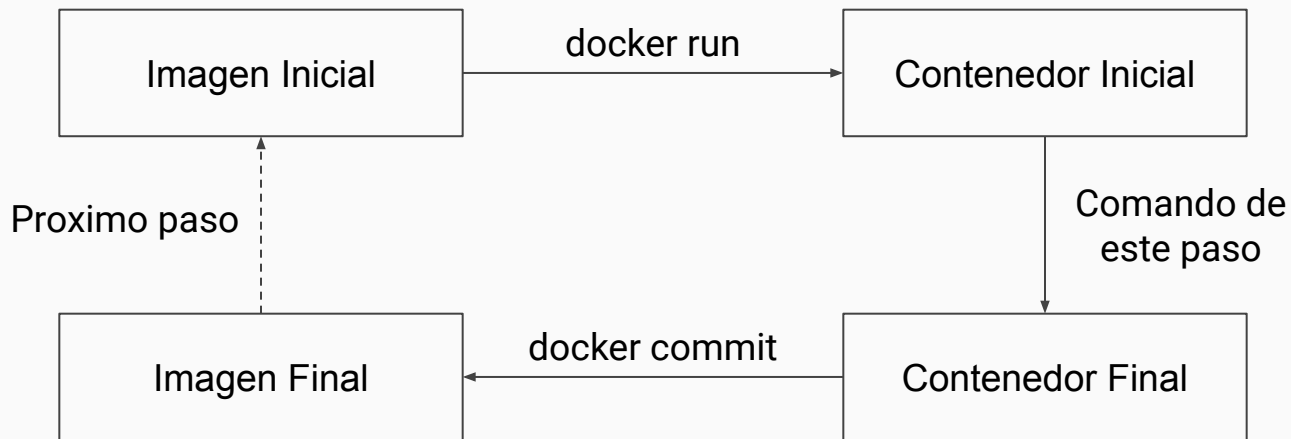 docker run
Imagen Inicial
Contenedor Inicial
Proximo paso
Comando de
este paso
docker commit
Imagen Final
Contenedor Final